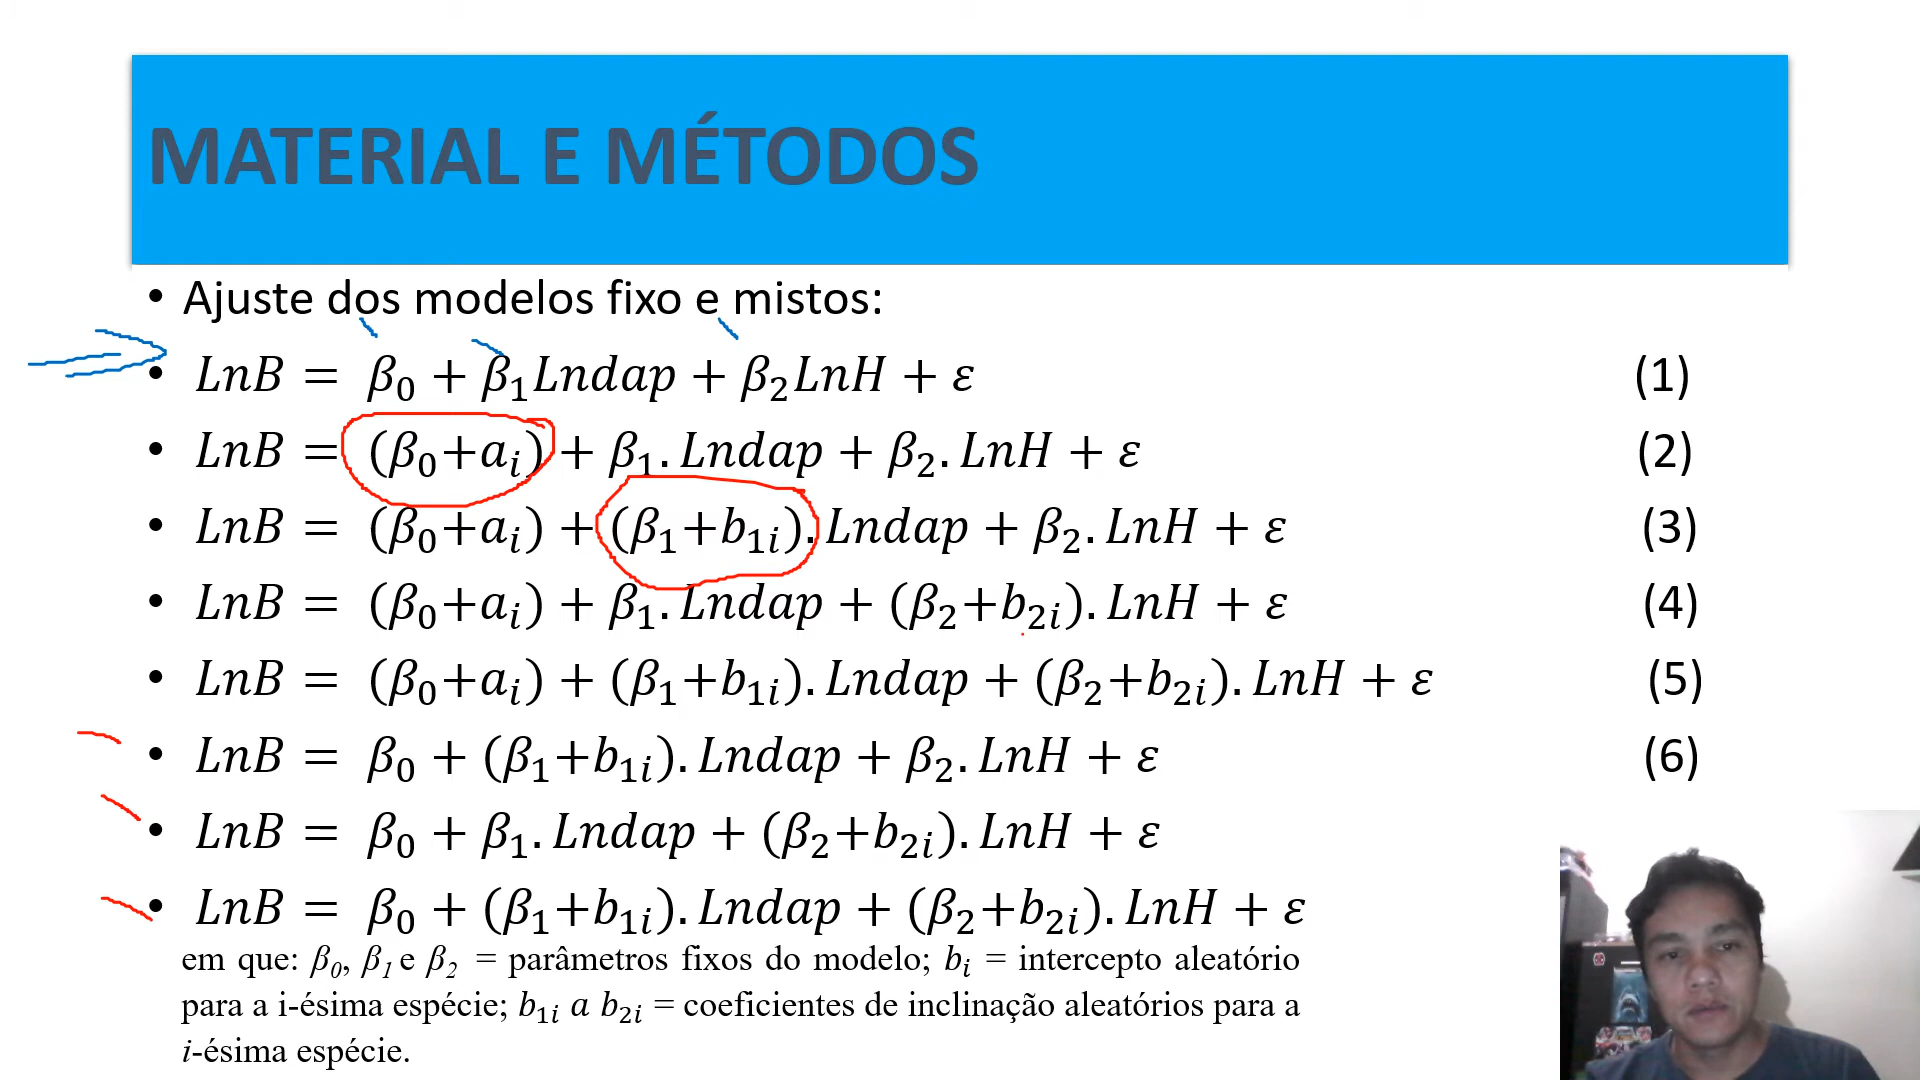 MATERIAL E MÉTODOS
• Ajuste dos modelos fixo e mistos:
• LnB = β₀ + β₁Lndap + β₂LnH + ε (1)
• LnB = (β₀+aᵢ) + β₁. Lndap + β₂. LnH + ε (2)
• LnB = (β₀+aᵢ) + (β₁+b₁ᵢ). Lndap + β₂. LnH + ε (3)
• LnB = (β₀+aᵢ) + β₁. Lndap + (β₂+b₂ᵢ). LnH + ε (4)
• LnB = (β₀+aᵢ) + (β₁+b₁ᵢ). Lndap + (β₂+b₂ᵢ). LnH + ε (5)
• LnB = β₀ + (β₁+b₁ᵢ). Lndap + β₂. LnH + ε (6)
• LnB = β₀ + β₁. Lndap + (β₂+b₂ᵢ). LnH + ε
• LnB = β₀ + (β₁+b₁ᵢ). Lndap + (β₂+b₂ᵢ). LnH + ε
em que: β₀, β₁ e β₂ = parâmetros fixos do modelo; bᵢ = intercepto aleatório
para a i-ésima espécie; b₁ᵢ a b₂ᵢ = coeficientes de inclinação aleatórios para a
i-ésima espécie.